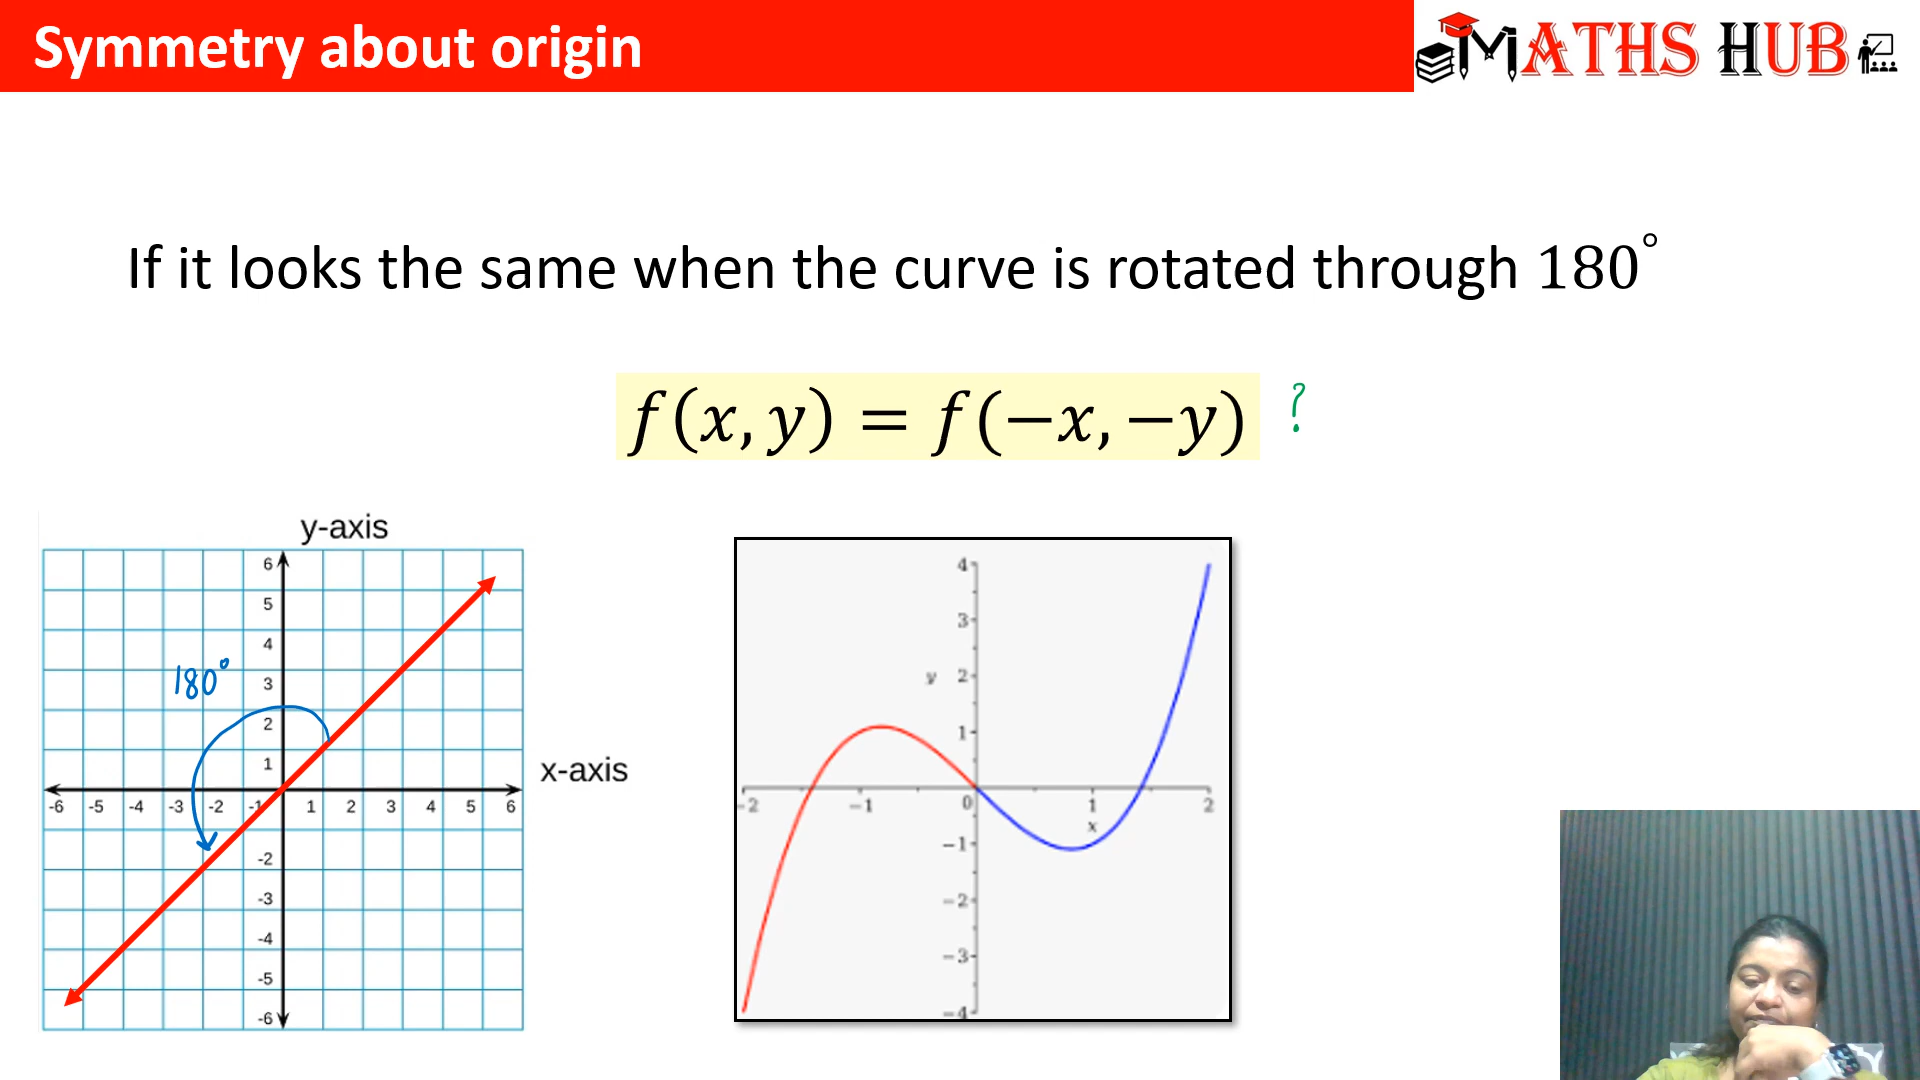 Symmetry about origin
MATHS HUB
If it looks the same when the curve is rotated through 180°
f(x, y) = f(−x, −y) ?
y-axis
6
5
4
180°
3
2
1
x-axis
-6 -5 -4 -3 -2 -1 1 2 3 4 5 6
-2
-3
-4
-5
-6
4
3
y 2
1
-2 -1 0 1 2
x
-1
-2
-3
-4